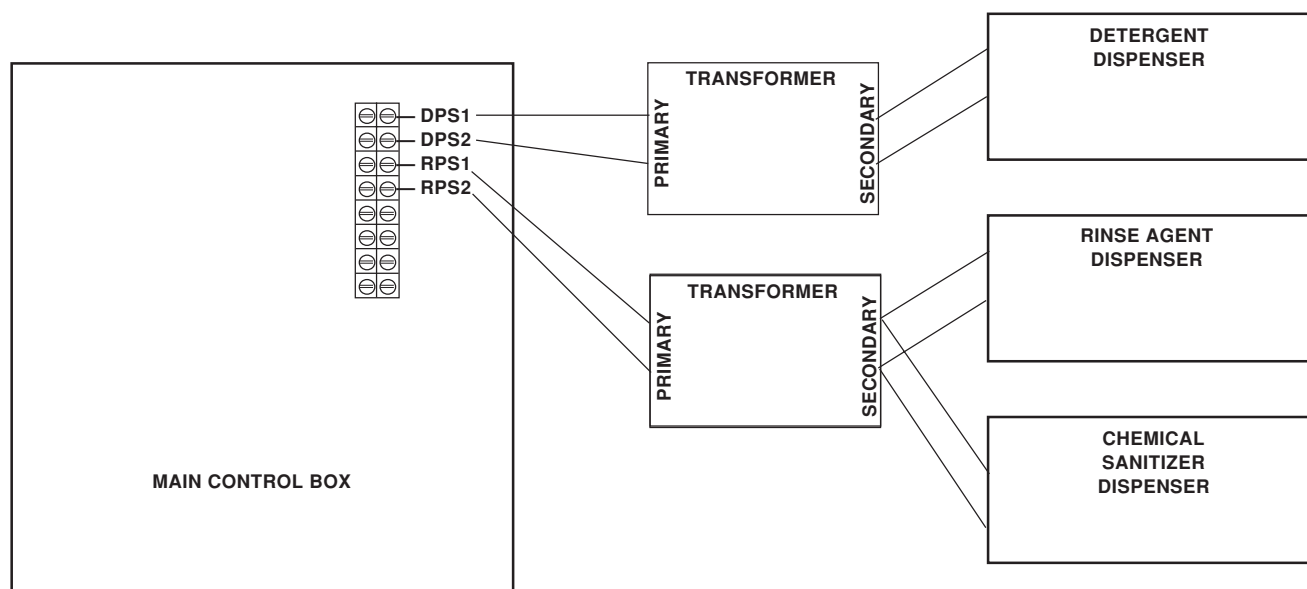 DPS1
DPS2
RPS1
RPS2
MAIN CONTROL BOX
TRANSFORMER
PRIMARY
SECONDARY
TRANSFORMER
PRIMARY
SECONDARY
DETERGENT
DISPENSER
RINSE AGENT
DISPENSER
CHEMICAL
SANITIZER
DISPENSER